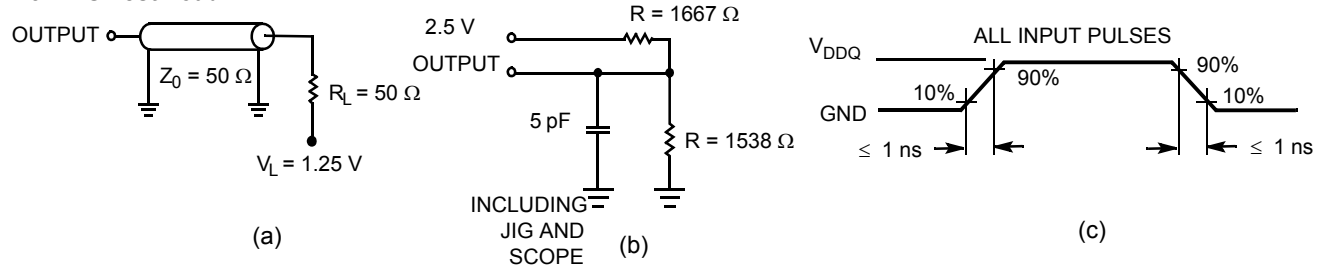 OUTPUT
Z0 = 50 Ω
RL = 50 Ω
VL = 1.25 V
(a)
R = 1667 Ω
2.5 V
OUTPUT
5 pF
R = 1538 Ω
INCLUDING
JIG AND
SCOPE
(b)
ALL INPUT PULSES
VDDQ
GND
10%
90%
90%
10%
≤ 1 ns
≤ 1 ns
(c)